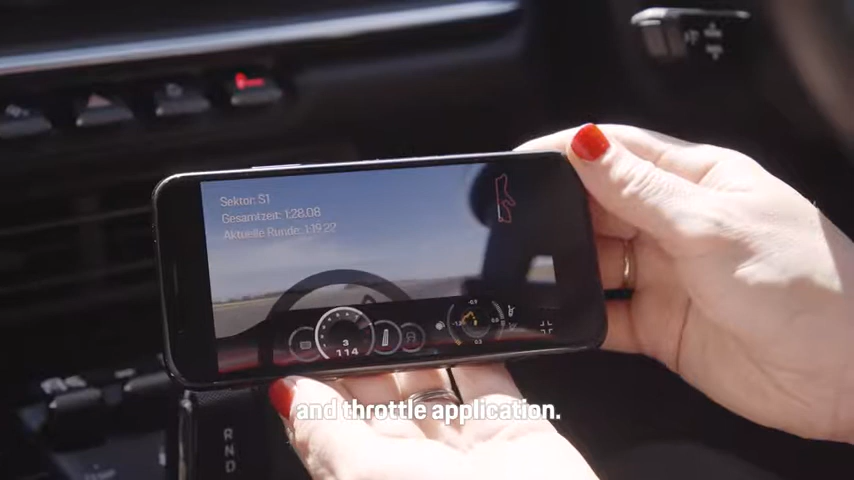 Sektor: S1
Gesamtzeit: 1:28.08
Aktuelle Runde: 1:19.22
3
114
and throttle application.
R
N
D